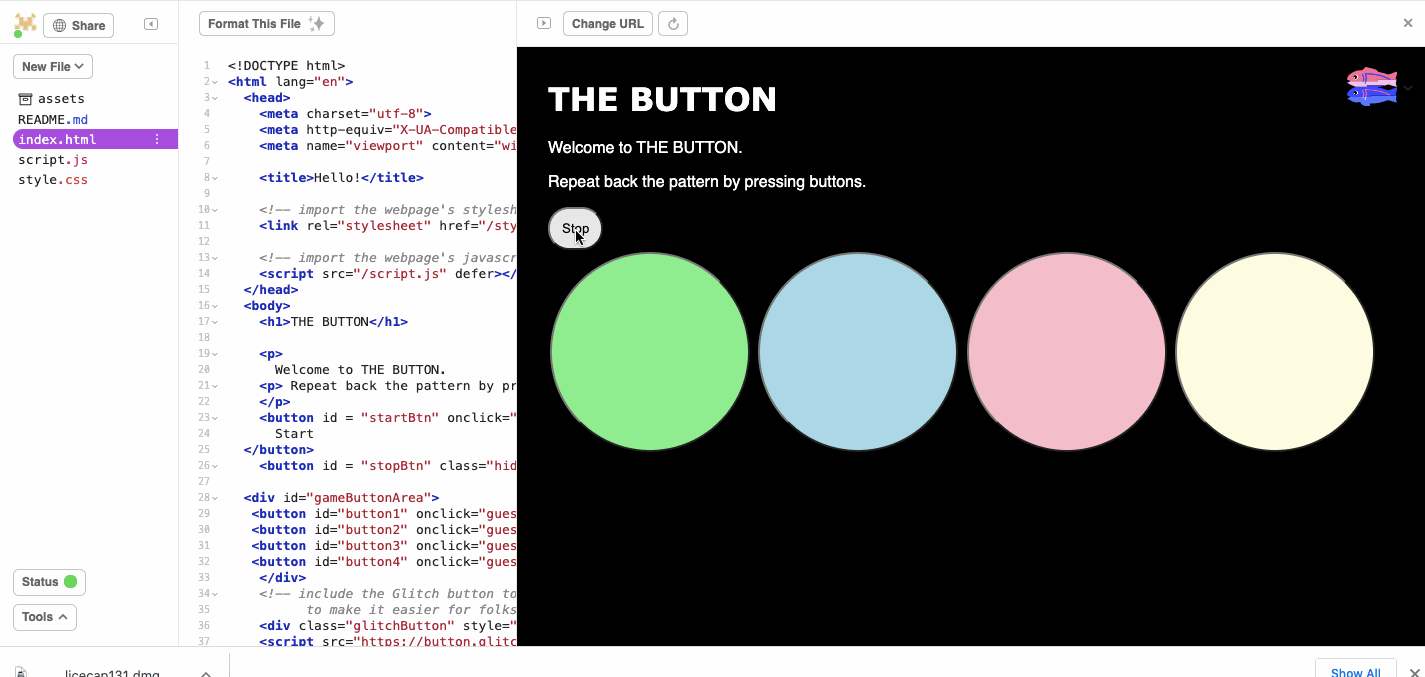 Share
Format This File
Change URL
New File
assets
README.md
index.html
script.js
style.css
Status
Tools
1 <!DOCTYPE html>
2 <html lang="en">
3 <head>
4 <meta charset="utf-8">
5 <meta http-equiv="X-UA-Compatible
6 <meta name="viewport" content="wi
7
8 <title>Hello!</title>
9
10 <!-- import the webpage's stylesh
11 <link rel="stylesheet" href="/sty
12
13 <!-- import the webpage's javascr
14 <script src="/script.js" defer></
15 </head>
16 <body>
17 <h1>THE BUTTON</h1>
18
19 <p>
20 Welcome to THE BUTTON.
21 <p> Repeat back the pattern by pr
22 </p>
23 <button id = "startBtn" onclick="
24 Start
25 </button>
26 <button id = "stopBtn" class="hid
27
28 <div id="gameButtonArea">
29 <button id="button1" onclick="gues
30 <button id="button2" onclick="gues
31 <button id="button3" onclick="gues
32 <button id="button4" onclick="gues
33 </div>
34 <!-- include the Glitch button to
35 to make it easier for folks
36 <div class="glitchButton" style="
37 <script src="https://button.glitc
THE BUTTON
Welcome to THE BUTTON.
Repeat back the pattern by pressing buttons.
Stop
licecap131.dmg
Show All